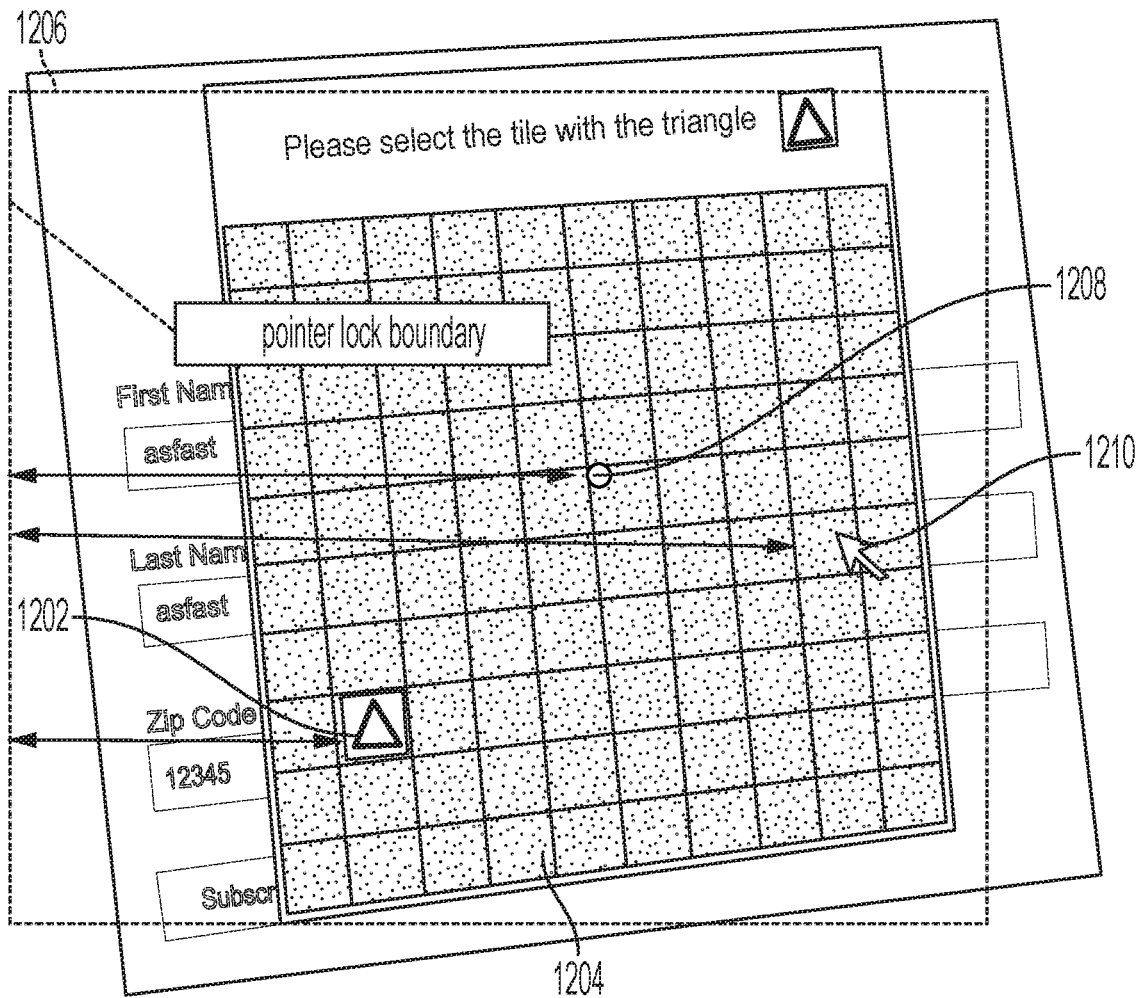 1206
Please select the tile with the triangle
pointer lock boundary
1208
First Nam
asfast
1210
Last Nam
asfast
1202
Zip Code
12345
Subscr
1204